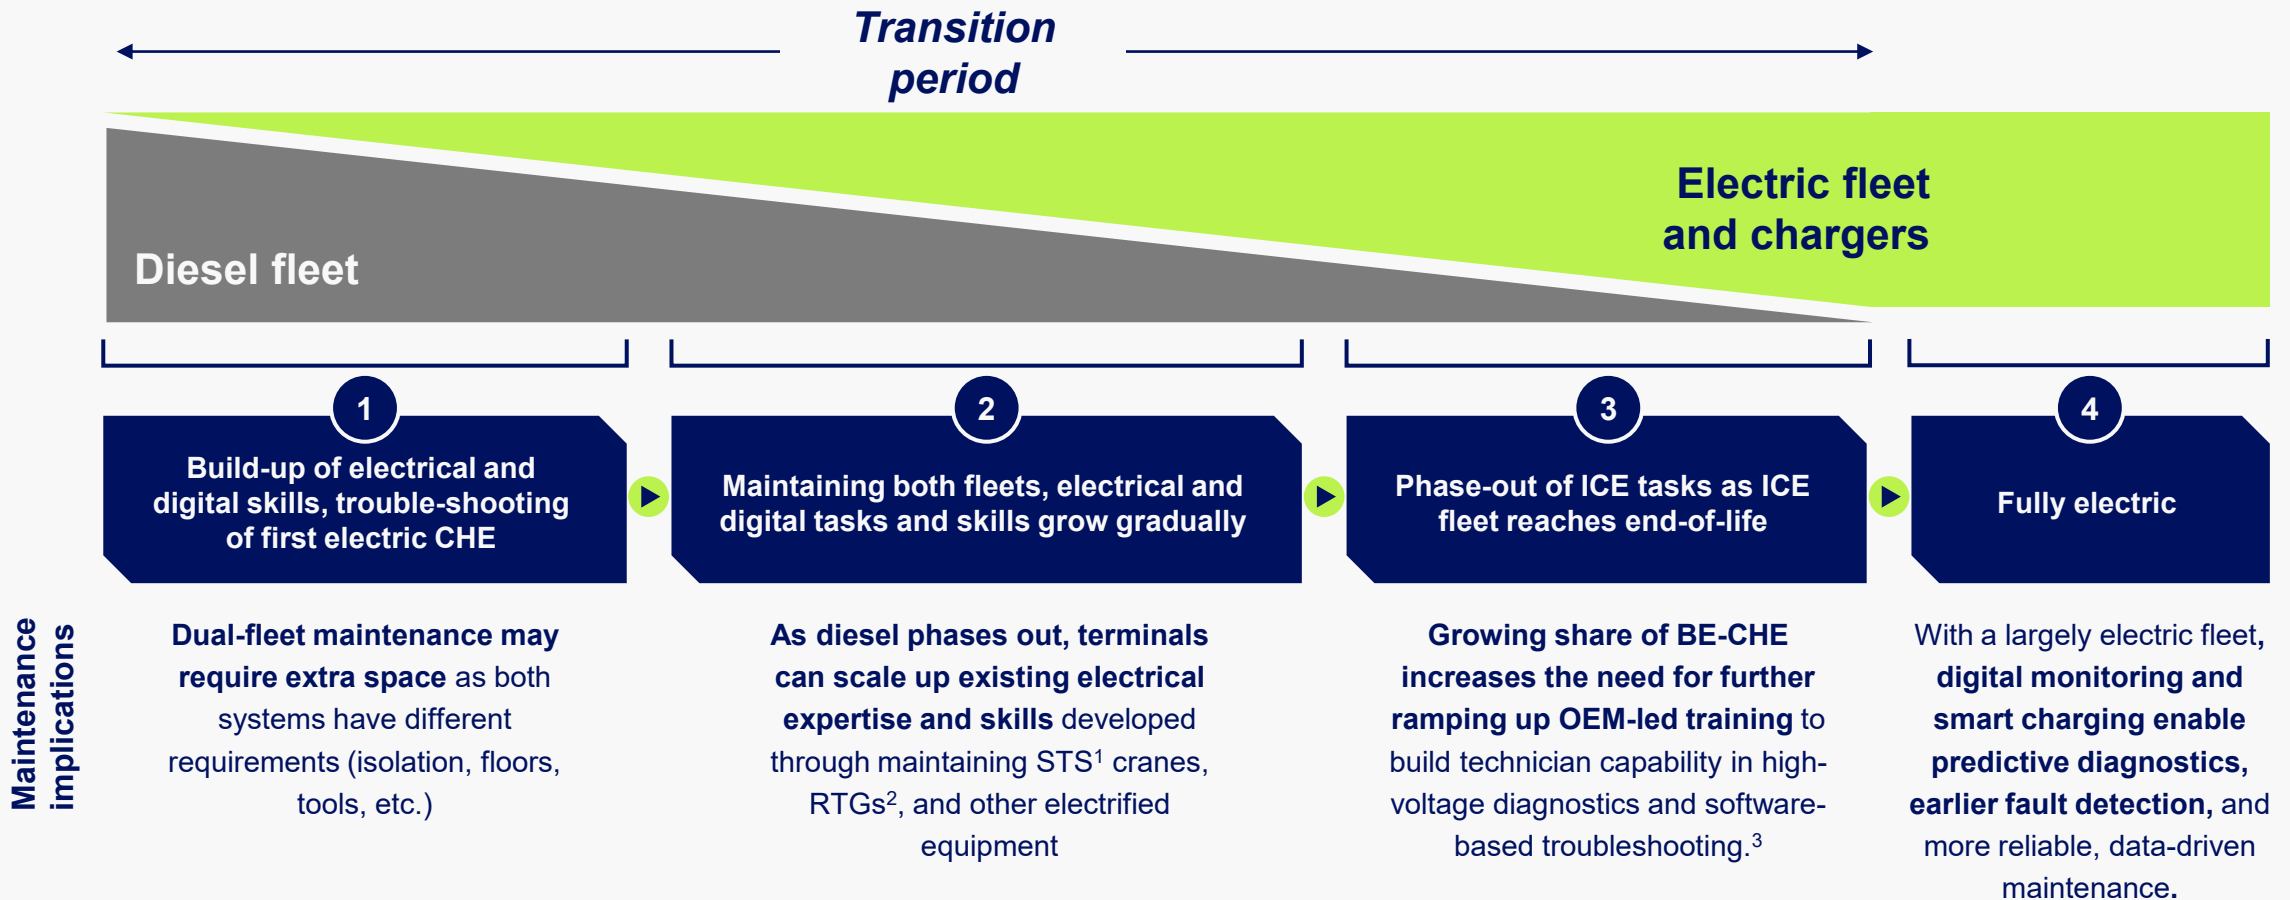 Transition
period
Electric fleet
and chargers
Diesel fleet
1
Build-up of electrical and
digital skills, trouble-shooting
of first electric CHE
2
Maintaining both fleets, electrical and
digital tasks and skills grow gradually
3
Phase-out of ICE tasks as ICE
fleet reaches end-of-life
4
Fully electric
Maintenance
implications
Dual-fleet maintenance may
require extra space as both
systems have different
requirements (isolation, floors,
tools, etc.)
As diesel phases out, terminals
can scale up existing electrical
expertise and skills developed
through maintaining STS¹ cranes,
RTGs², and other electrified
equipment
Growing share of BE-CHE
increases the need for further
ramping up OEM-led training to
build technician capability in high-
voltage diagnostics and software-
based troubleshooting.³
With a largely electric fleet,
digital monitoring and
smart charging enable
predictive diagnostics,
earlier fault detection, and
more reliable, data-driven
maintenance.